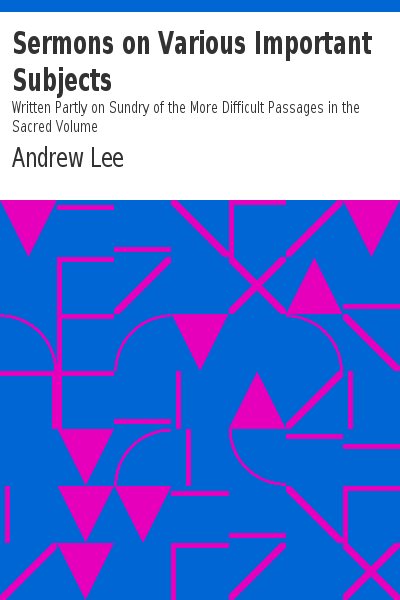 Sermons on Various Important
Subjects
Written Partly on Sundry of the More Difficult Passages in the
Sacred Volume
Andrew Lee